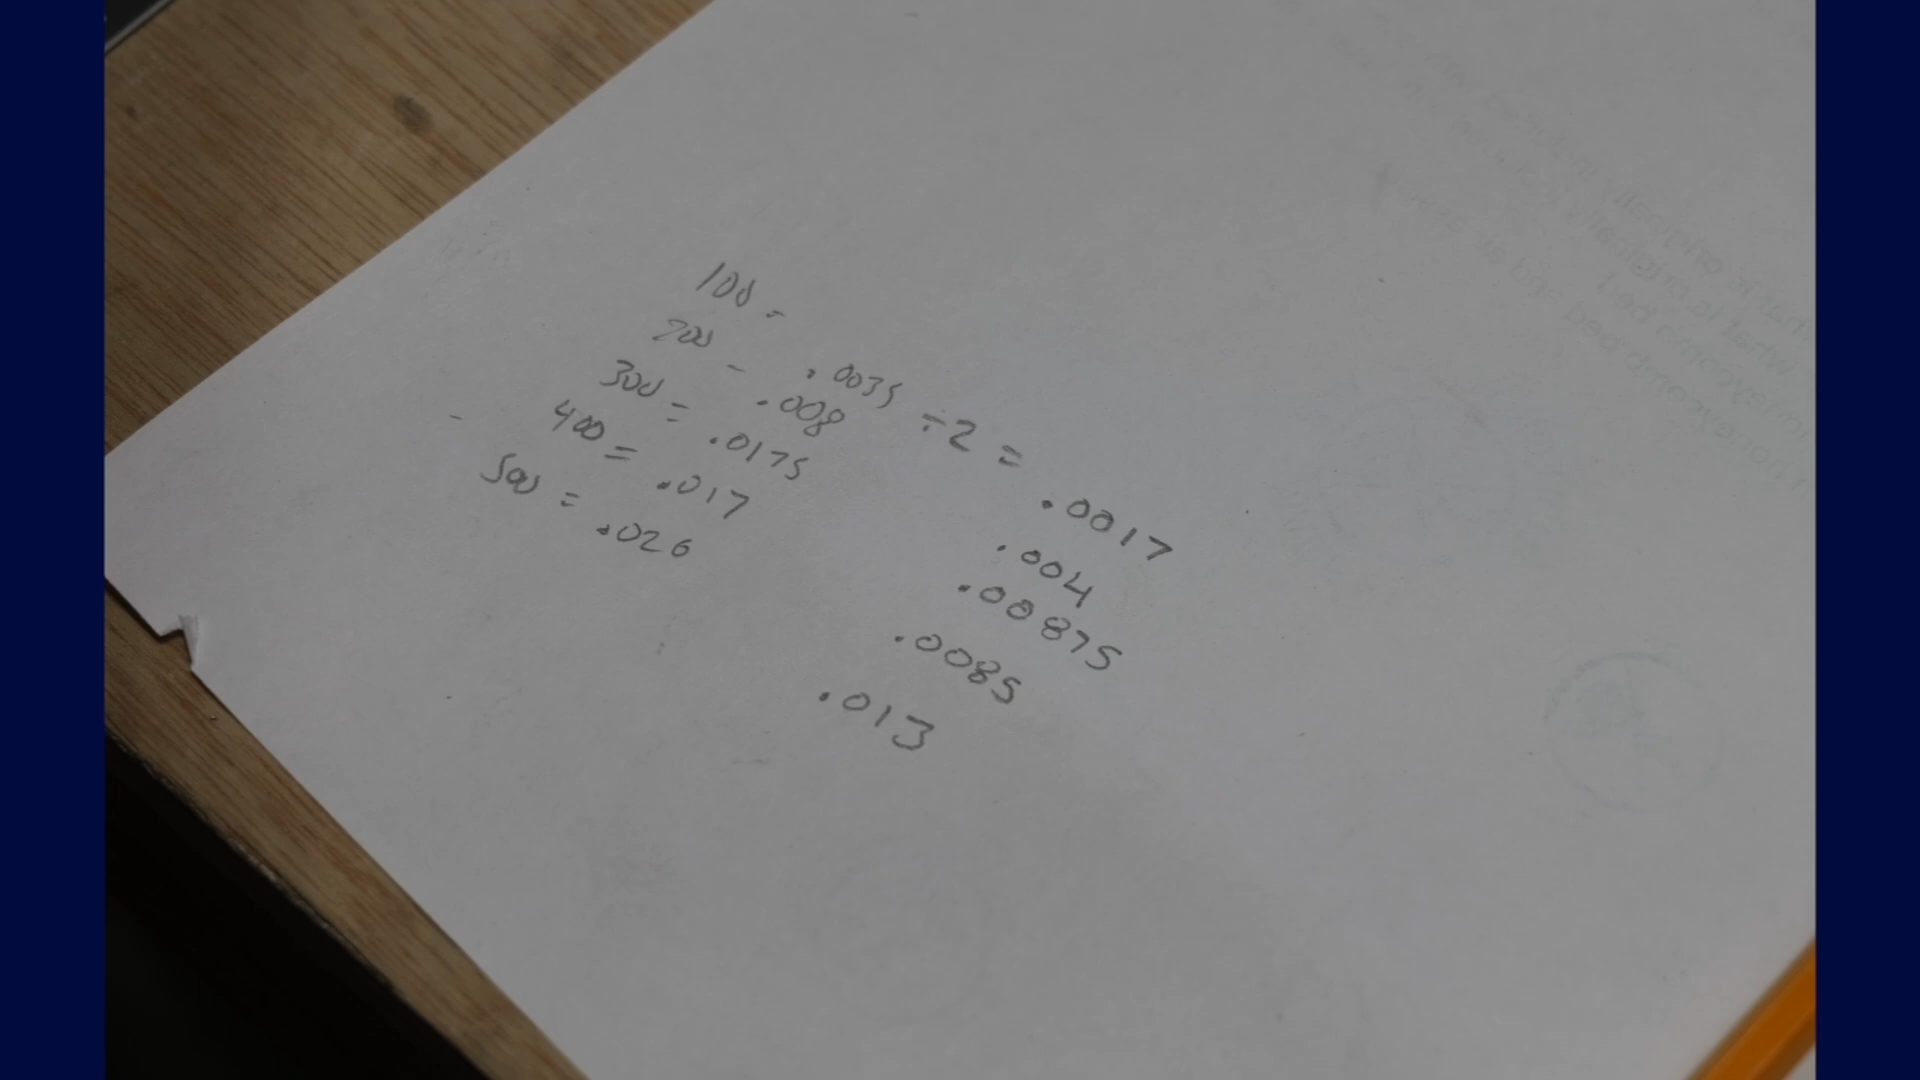 100 = .0035 ÷2 = .0017
200 - .008 .004
300 = .0175 .00875
400 = .017 .0085
500 = .026 .013